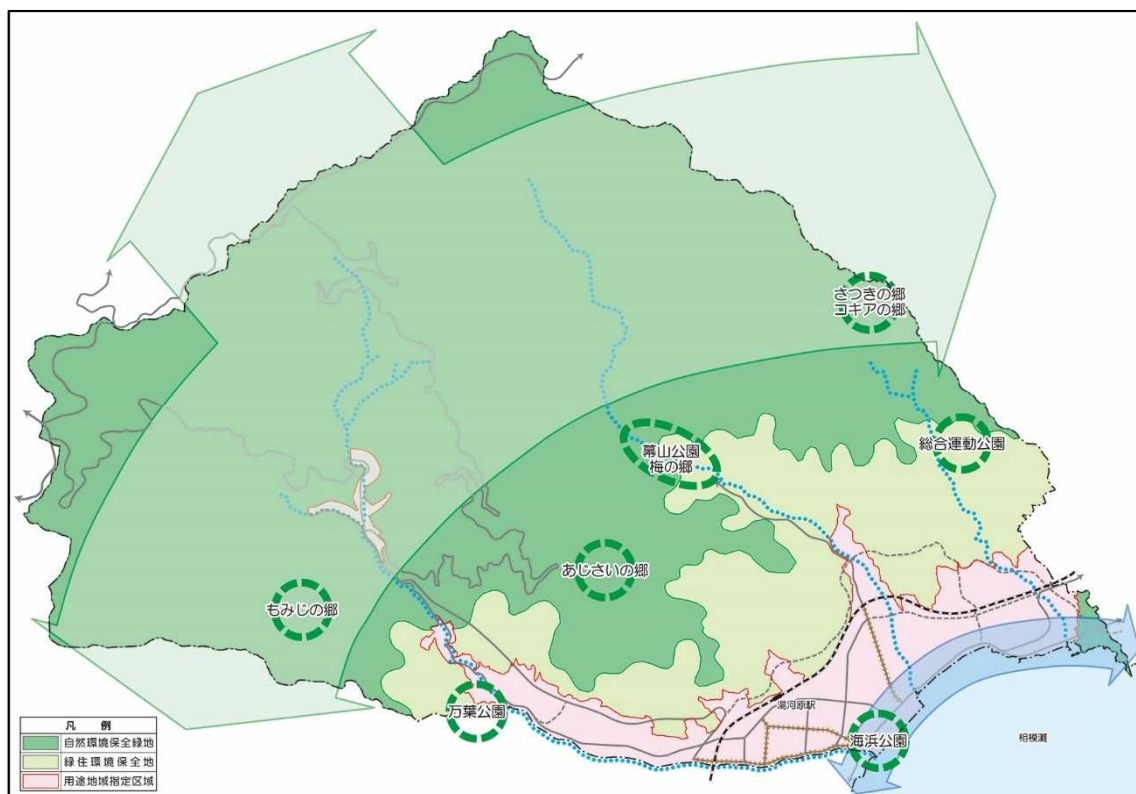 さつきの郷
コキアの郷
総合運動公園
幕山公園
梅の郷
あじさいの郷
もみじの郷
万葉公園
湯河原駅
海浜公園
相模灘
凡 例
自然環境保全緑地
緑住環境保全地
用途地域指定区域